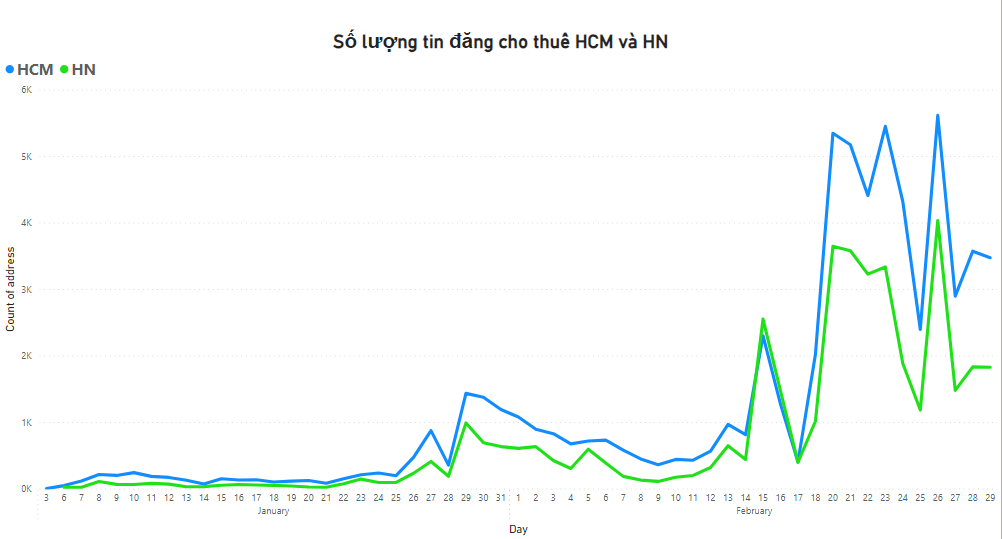 Số lượng tin đăng cho thuê HCM và HN
HCM HN
6K
5K
4K
3K
2K
1K
0K
Count of address
3 6 7 8 9 10 11 12 13 14 15 16 17 18 19 20 21 22 23 24 25 26 27 28 29 30 31 1 2 3 4 5 6 7 8 9 10 11 12 13 14 15 16 17 18 20 21 22 23 24 25 26 27 28 29
January February
Day